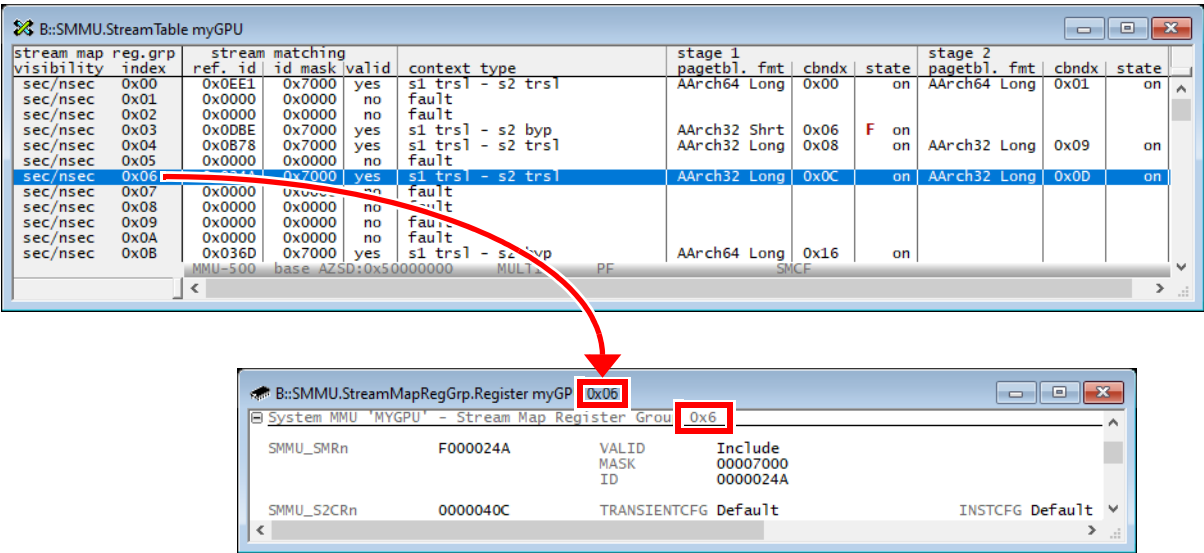 B::SMMU.StreamTable myGPU
stream map reg.grp stream matching stage 1 stage 2
visibility index ref. id id mask valid context type pagetbl. fmt cbndx state pagetbl. fmt cbndx state
sec/nsec 0x00 0x0EE1 0x7000 yes s1 trsl - s2 trsl AArch64 Long 0x00 on AArch64 Long 0x01 on
sec/nsec 0x01 0x0000 0x0000 no fault
sec/nsec 0x02 0x0000 0x0000 no fault
sec/nsec 0x03 0x0DBE 0x7000 yes s1 trsl - s2 byp AArch32 Shrt 0x06 F on
sec/nsec 0x04 0x0B78 0x7000 yes s1 trsl - s2 trsl AArch32 Long 0x08 on AArch32 Long 0x09 on
sec/nsec 0x05 0x0000 0x0000 no fault
sec/nsec 0x06 0x7000 yes s1 trsl - s2 trsl AArch32 Long 0x0C on AArch32 Long 0x0D on
sec/nsec 0x07 0x0000 0x0000 no fault
sec/nsec 0x08 0x0000 0x0000 no fault
sec/nsec 0x09 0x0000 0x0000 no fault
sec/nsec 0x0A 0x0000 0x0000 no fault
sec/nsec 0x0B 0x036D 0x7000 yes s1 trsl - s2 byp AArch64 Long 0x16 on
MMU-500 base AZSD:0x50000000 PF SMCF
B::SMMU.StreamMapRegGrp.Register myGP 0x06
System MMU 'MYGPU' - Stream Map Register Grou 0x6
SMMU_SMRn F000024A VALID Include
MASK 00007000
ID 0000024A
SMMU_S2CRn 0000040C TRANSIENTCFG Default INSTCFG Default